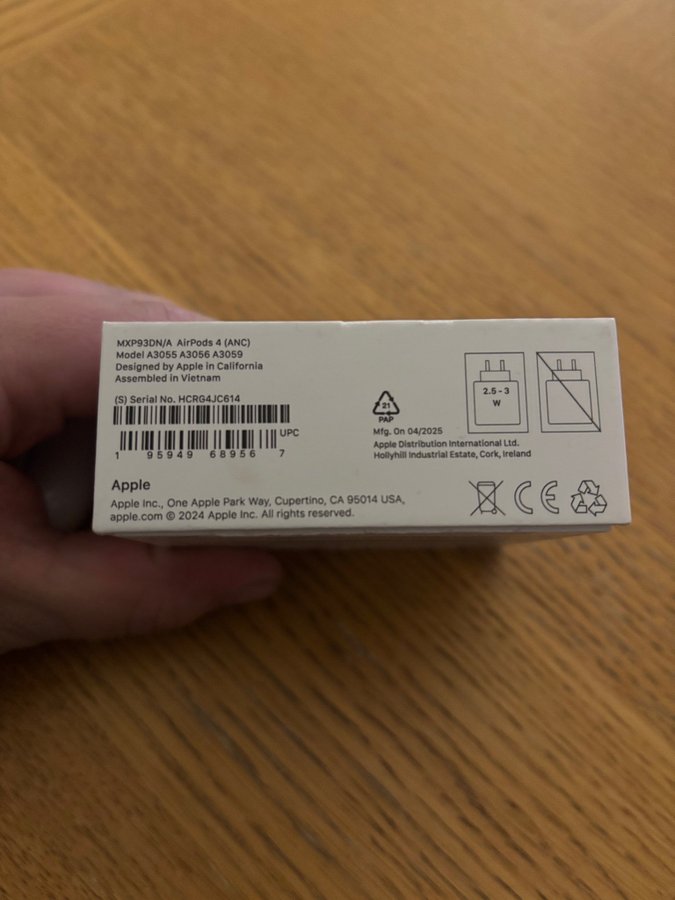 MXP93DN/A AirPods 4 (ANC)
Model A3055 A3056 A3059
Designed by Apple in California
Assembled in Vietnam
(S) Serial No. HCRG4JC614
UPC
1 95949 68956 7
Apple
Apple Inc., One Apple Park Way, Cupertino, CA 95014 USA,
apple.com © 2024 Apple Inc. All rights reserved.
21
PAP
Mfg. On 04/2025
Apple Distribution International Ltd.
Hollyhill Industrial Estate, Cork, Ireland
2.5 - 3
W
CE